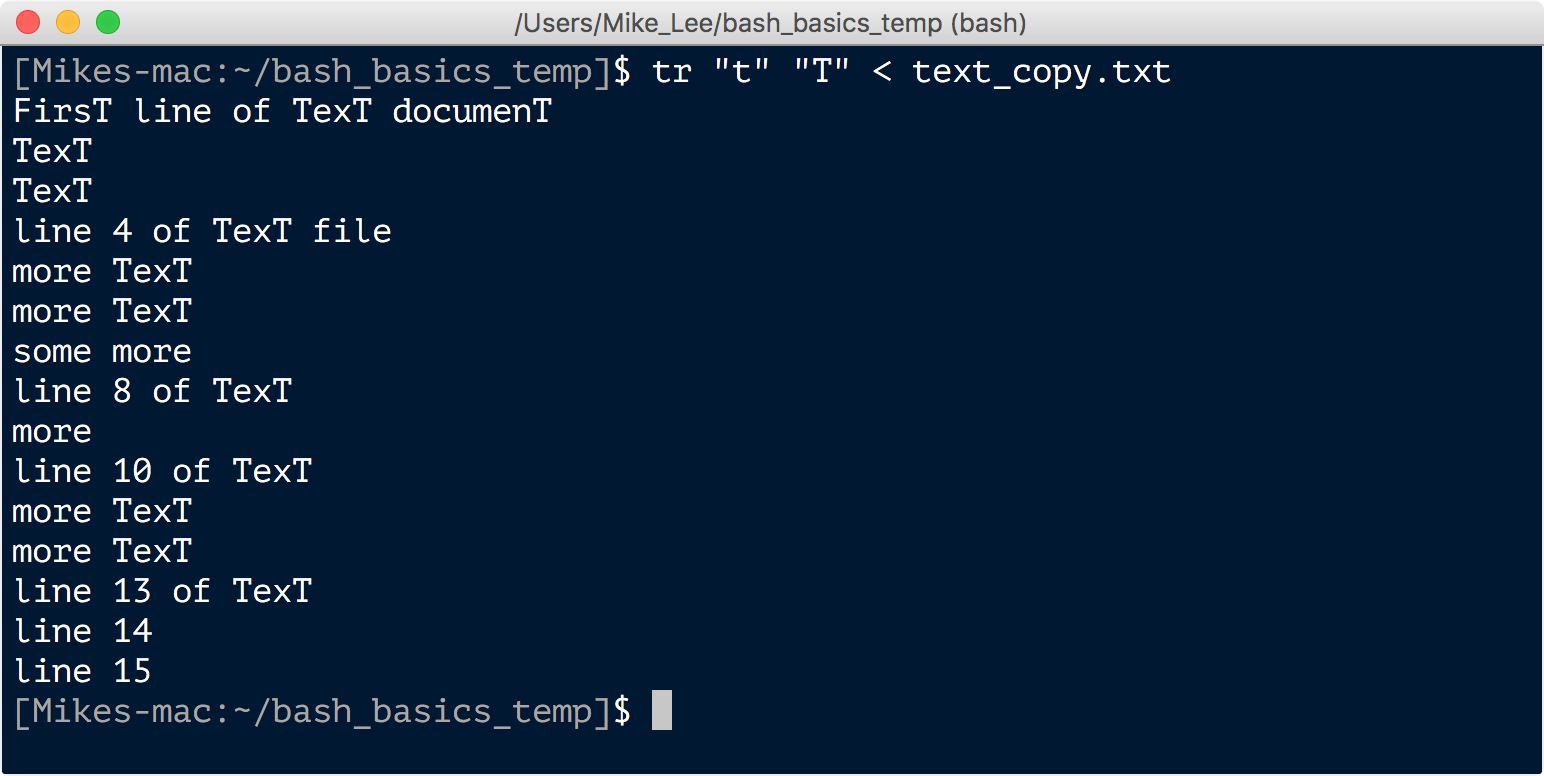 /Users/Mike_Lee/bash_basics_temp (bash)
[Mikes-mac:~/bash_basics_temp]$ tr "t" "T" < text_copy.txt
FirsT line of TexT documenT
TexT
TexT
line 4 of TexT file
more TexT
more TexT
some more
line 8 of TexT
more
line 10 of TexT
more TexT
more TexT
line 13 of TexT
line 14
line 15
[Mikes-mac:~/bash_basics_temp]$